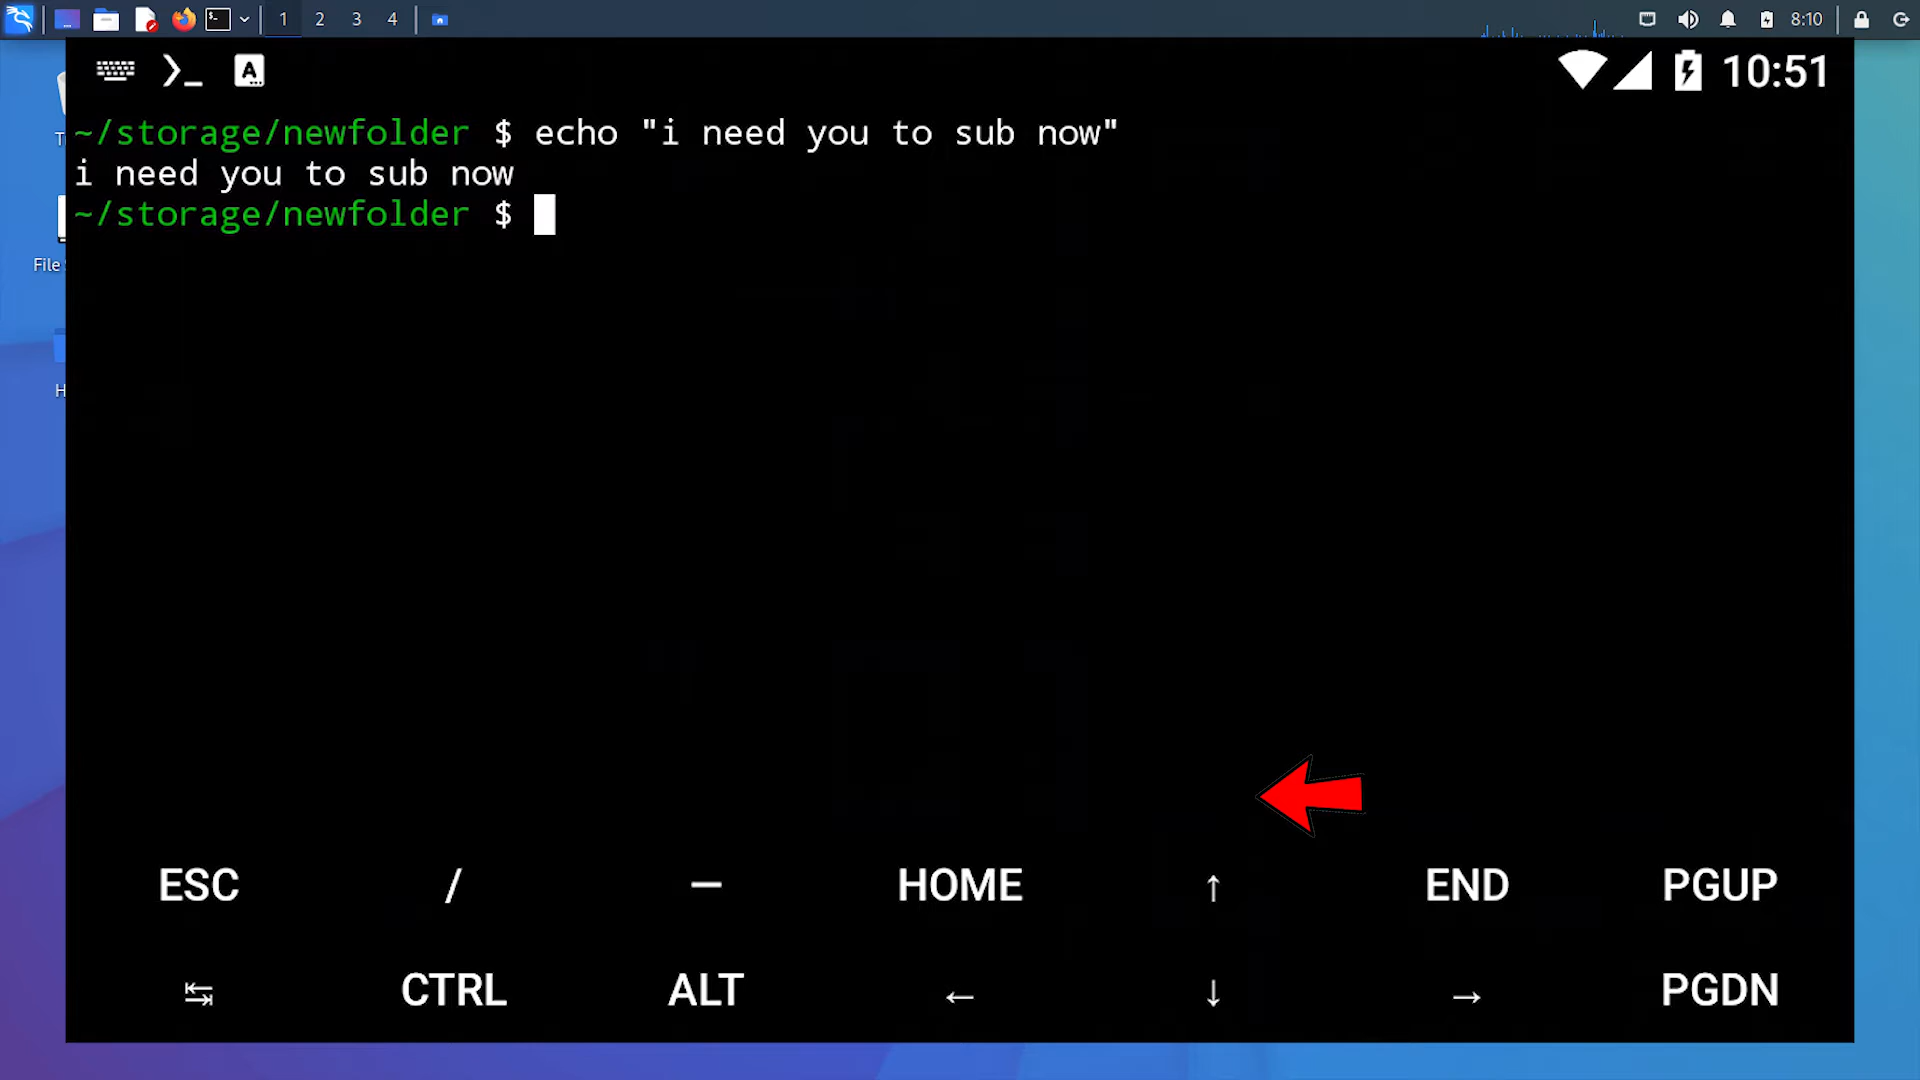 1 2 3 4 8:10
10:51
~/storage/newfolder $ echo "i need you to sub now"
i need you to sub now
~/storage/newfolder $
File
ESC / — HOME ↑ END PGUP
↹ CTRL ALT ← ↓ → PGDN